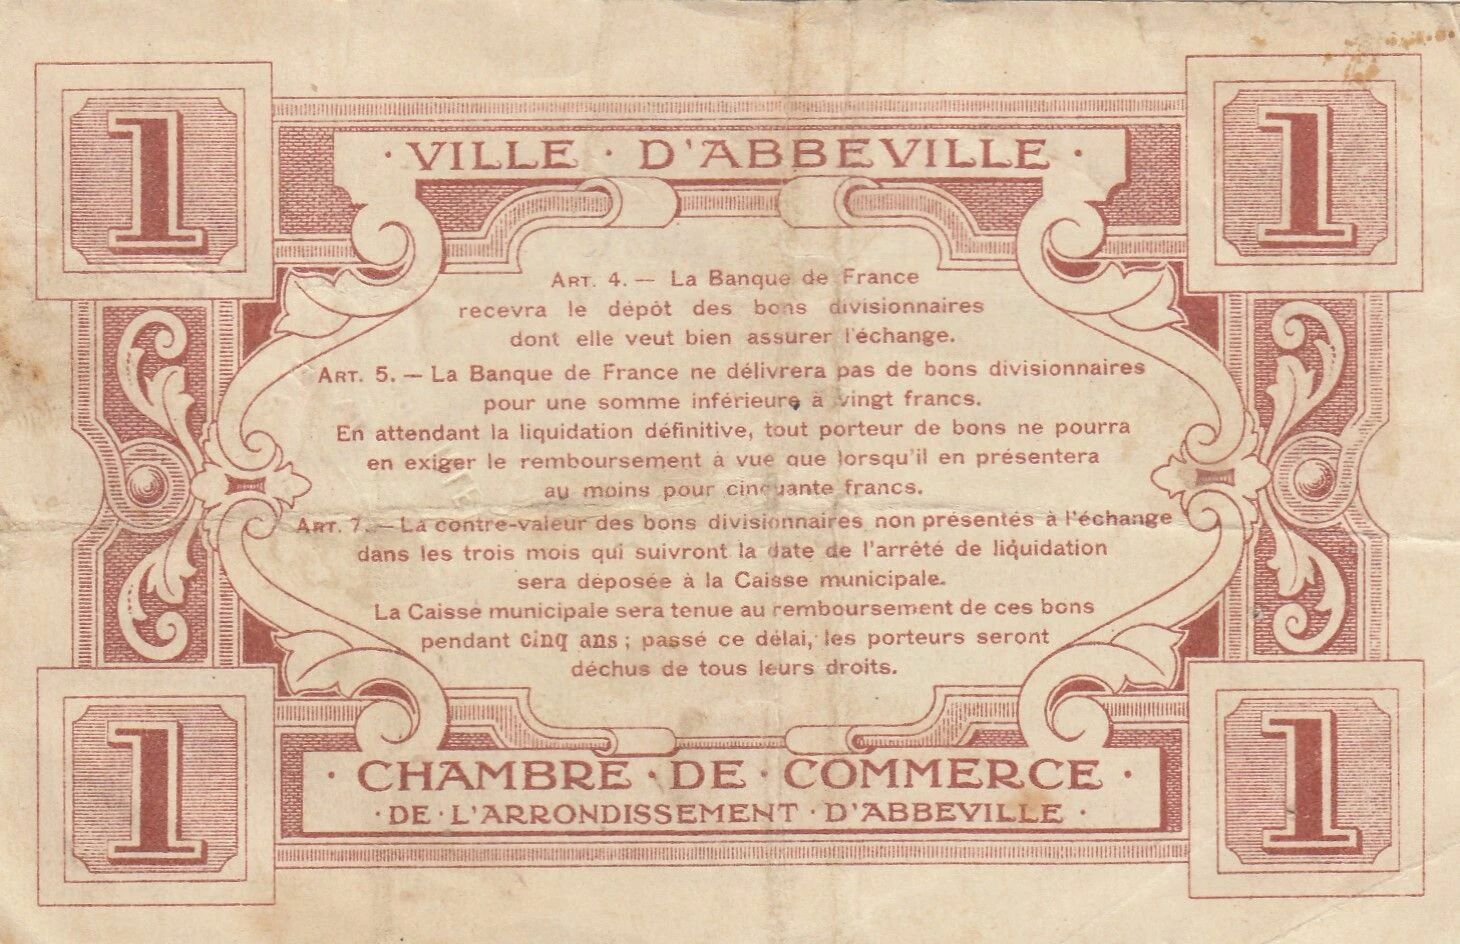 1
1
· VILLE · D'ABBEVILLE ·
ART. 4. — La Banque de France
recevra le dépôt des bons divisionnaires
dont elle veut bien assurer l'échange.
ART. 5. — La Banque de France ne délivrera pas de bons divisionnaires
pour une somme inférieure à vingt francs.
En attendant la liquidation définitive, tout porteur de bons ne pourra
en exiger le remboursement à vue que lorsqu'il en présentera
au moins pour cinquante francs.
ART. 7. — La contre-valeur des bons divisionnaires non présentés à l'échange
dans les trois mois qui suivront la date de l'arrêté de liquidation
sera déposée à la Caisse municipale.
La Caisse municipale sera tenue au remboursement de ces bons
pendant cinq ans ; passé ce délai, les porteurs seront
déchus de tous leurs droits.
· CHAMBRE · DE · COMMERCE ·
· DE · L'ARRONDISSEMENT · D'ABBEVILLE ·
1
1